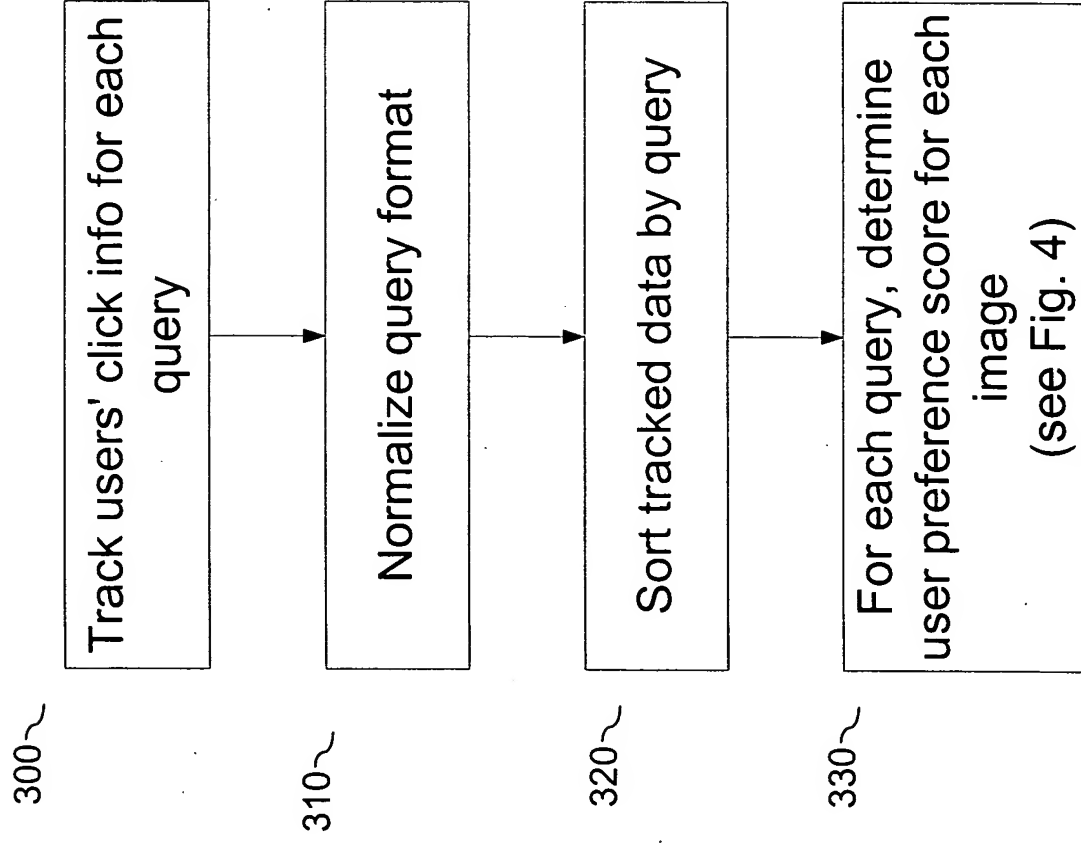 300
Track users' click info for each
query
310
Normalize query format
320
Sort tracked data by query
330
For each query, determine
user preference score for each
image
(see Fig. 4)